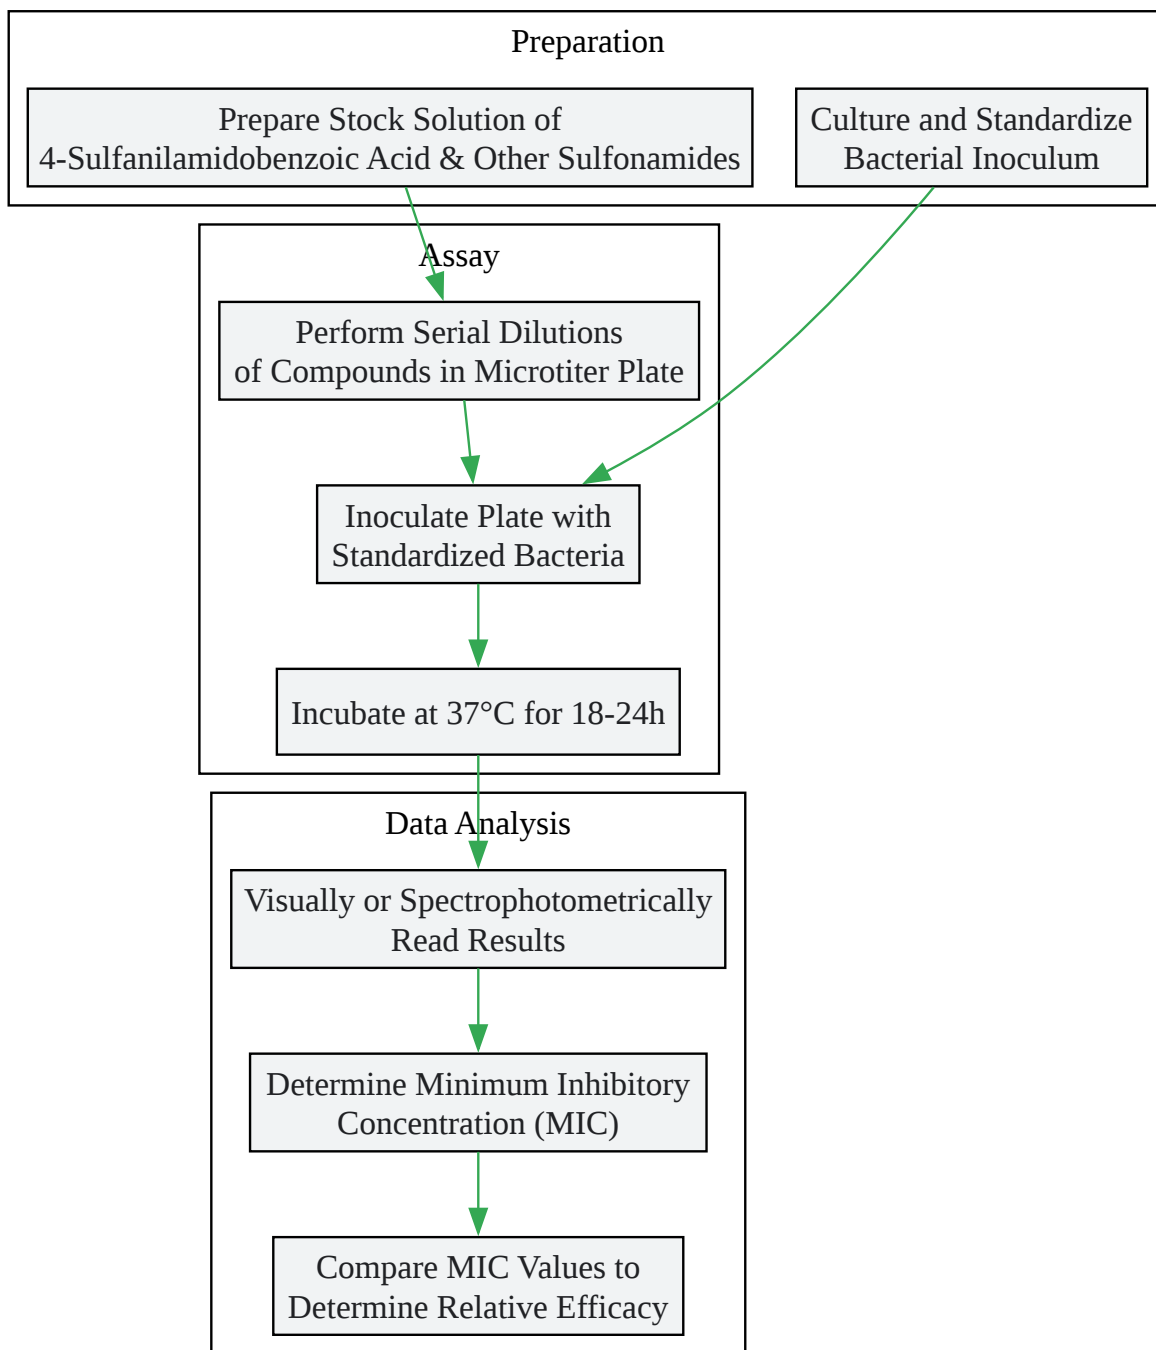 Preparation
Prepare Stock Solution of
4-Sulfanilamidobenzoic Acid & Other Sulfonamides
Culture and Standardize
Bacterial Inoculum
Assay
Perform Serial Dilutions
of Compounds in Microtiter Plate
Inoculate Plate with
Standardized Bacteria
Incubate at 37°C for 18-24h
Data Analysis
Visually or Spectrophotometrically
Read Results
Determine Minimum Inhibitory
Concentration (MIC)
Compare MIC Values to
Determine Relative Efficacy